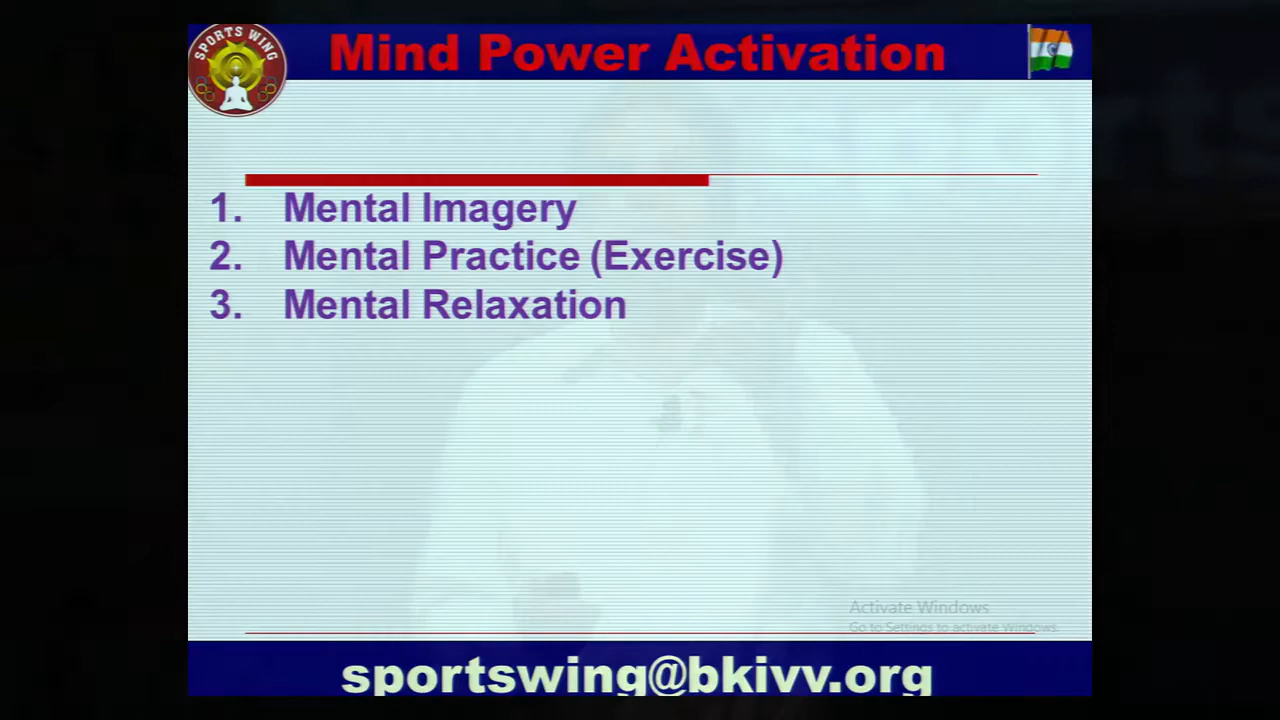 SPORTS WING
Mind Power Activation
1. Mental Imagery
2. Mental Practice (Exercise)
3. Mental Relaxation
Activate Windows
Go to Settings to activate Windows.
sportswing@bkivv.org